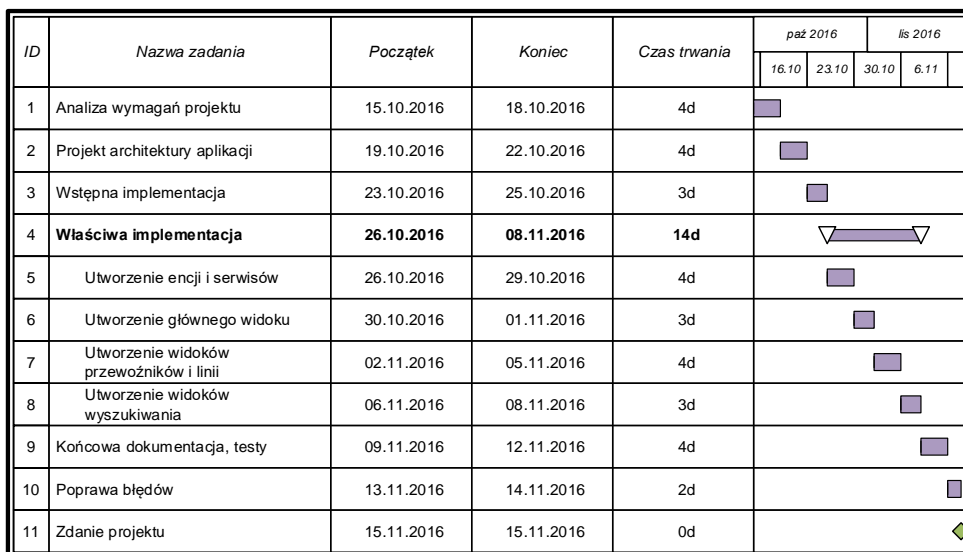 ID Nazwa zadania Początek Koniec Czas trwania paź 2016 lis 2016
16.10 23.10 30.10 6.11
1 Analiza wymagań projektu 15.10.2016 18.10.2016 4d
2 Projekt architektury aplikacji 19.10.2016 22.10.2016 4d
3 Wstępna implementacja 23.10.2016 25.10.2016 3d
4 Właściwa implementacja 26.10.2016 08.11.2016 14d
5 Utworzenie encji i serwisów 26.10.2016 29.10.2016 4d
6 Utworzenie głównego widoku 30.10.2016 01.11.2016 3d
7 Utworzenie widoków
przewoźników i linii 02.11.2016 05.11.2016 4d
8 Utworzenie widoków
wyszukiwania 06.11.2016 08.11.2016 3d
9 Końcowa dokumentacja, testy 09.11.2016 12.11.2016 4d
10 Poprawa błędów 13.11.2016 14.11.2016 2d
11 Zdanie projektu 15.11.2016 15.11.2016 0d